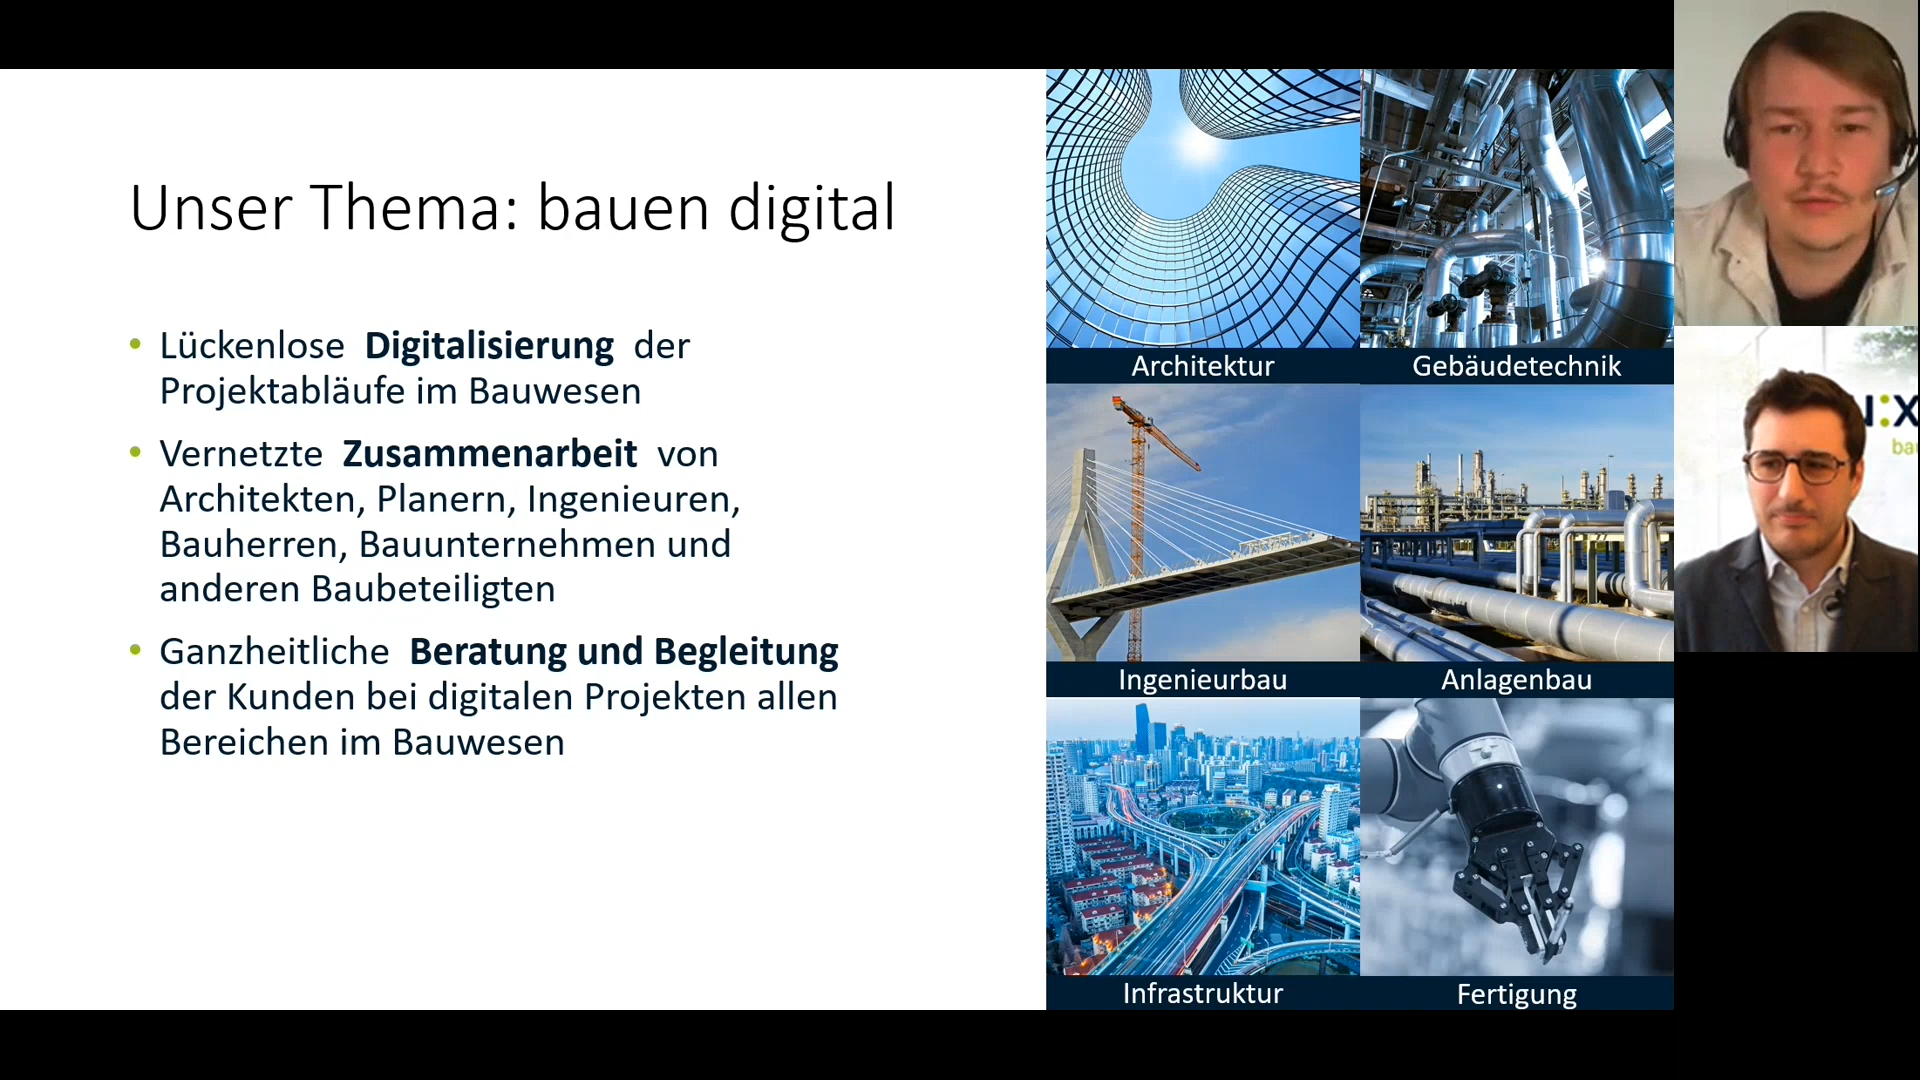 Unser Thema: bauen digital
• Lückenlose Digitalisierung der
Projektabläufe im Bauwesen
• Vernetzte Zusammenarbeit von
Architekten, Planern, Ingenieuren,
Bauherren, Bauunternehmen und
anderen Baubeteiligten
• Ganzheitliche Beratung und Begleitung
der Kunden bei digitalen Projekten allen
Bereichen im Bauwesen
Architektur
Gebäudetechnik
Ingenieurbau
Anlagenbau
Infrastruktur
Fertigung